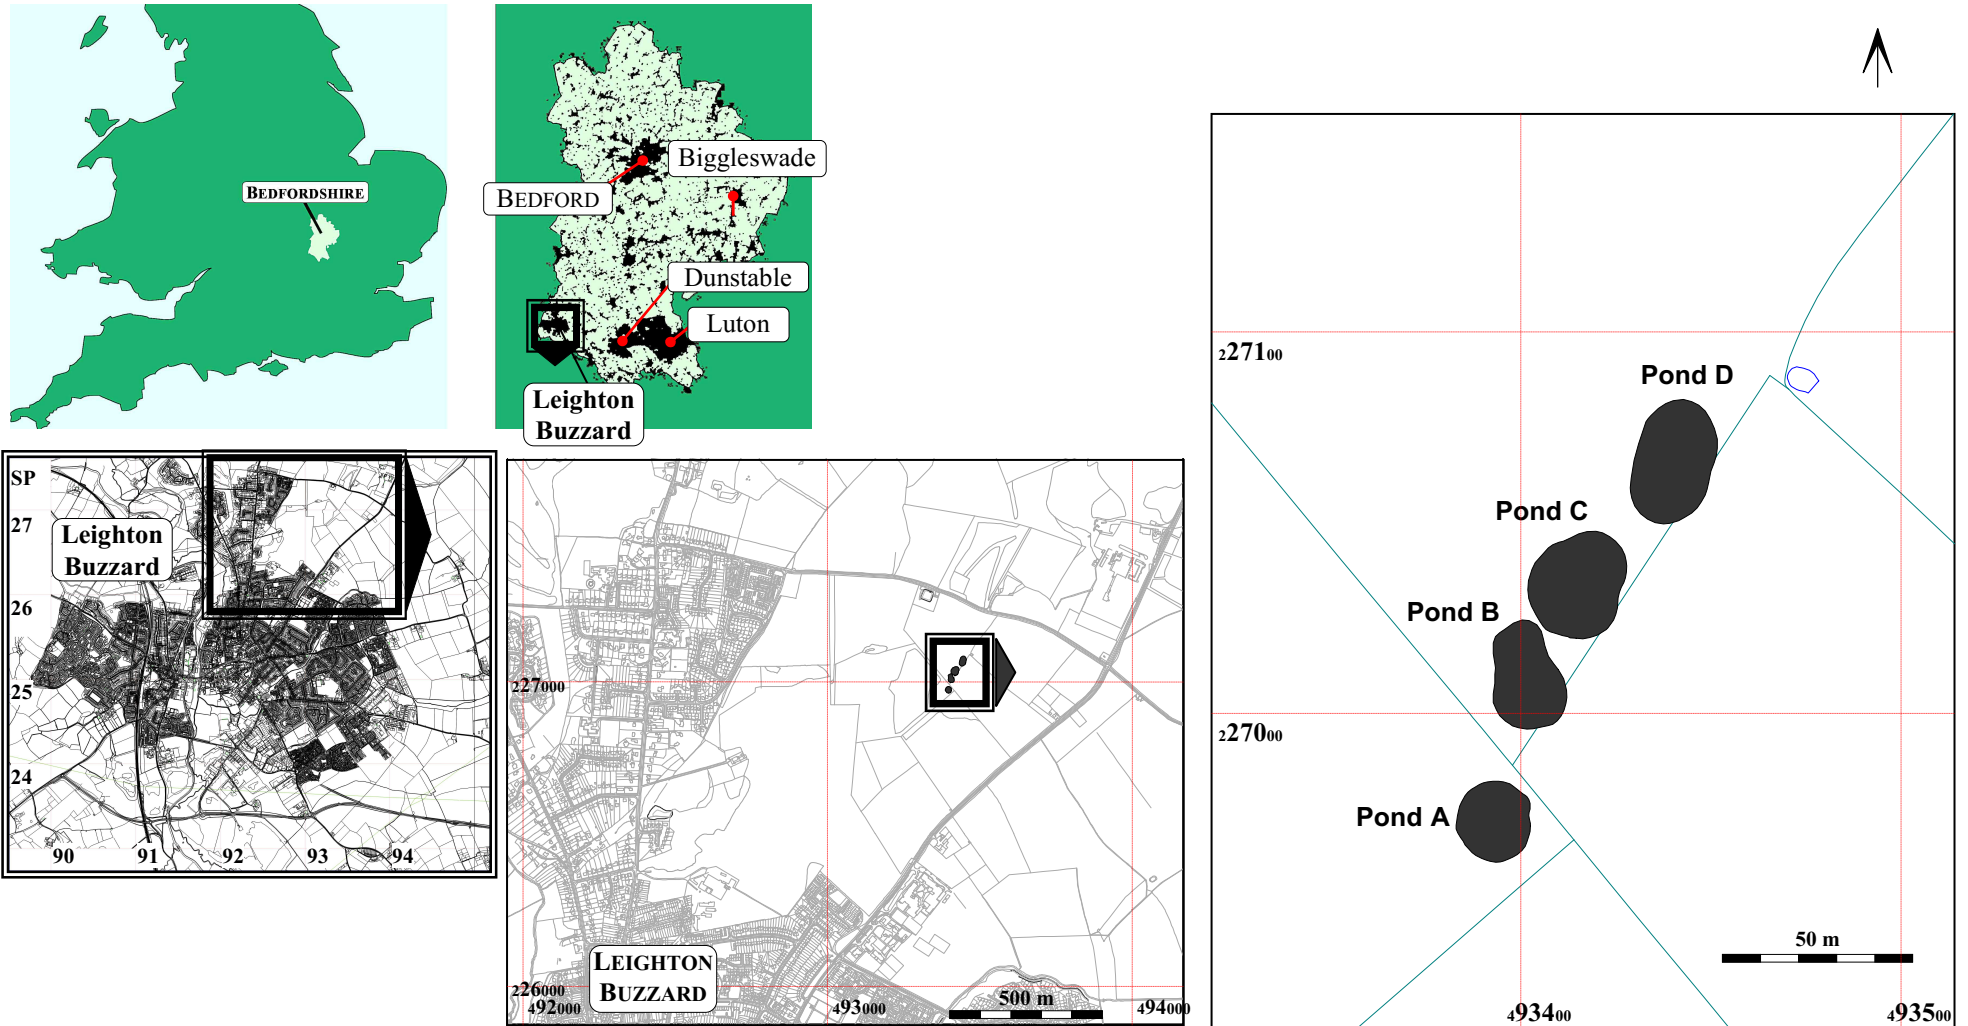 BEDFORDSHIRE
Biggleswade
BEDFORD
Dunstable
Luton
Leighton
Buzzard
SP
27
26
25
24
90
91
92
93
94
Leighton
Buzzard
227000
226000
492000
493000
494000
LEIGHTON
BUZZARD
500 m
227100
227000
Pond D
Pond C
Pond B
Pond A
50 m
493400
493500